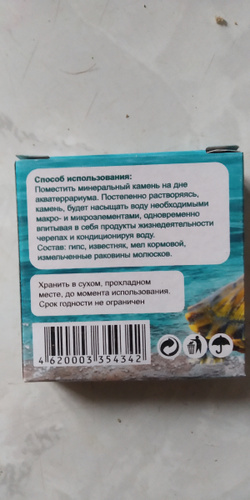 Способ использования:
Поместить минеральный камень на дне
акватеррариума. Постепенно растворяясь,
камень, будет насыщать воду необходимыми
макро- и микроэлементами, одновременно
впитывая в себя продукты жизнедеятельности
черепах и кондиционируя воду.
Состав: гипс, известняк, мел кормовой,
измельченные раковины молюсков.
Хранить в сухом, прохладном
месте, до момента использования.
Срок годности не ограничен
4 620003 354342